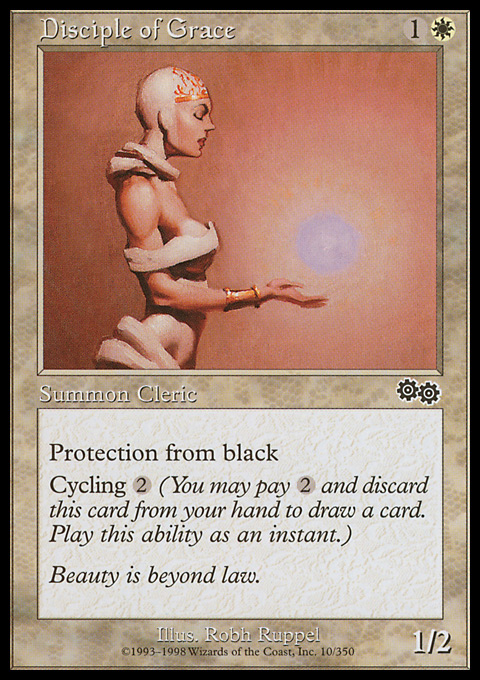 Disciple of Grace 1
Summon Cleric
Protection from black
Cycling 2 (You may pay 2 and discard
this card from your hand to draw a card.
Play this ability as an instant.)
Beauty is beyond law.
Illus. Robh Ruppel
©1993–1998 Wizards of the Coast, Inc. 10/350
1/2